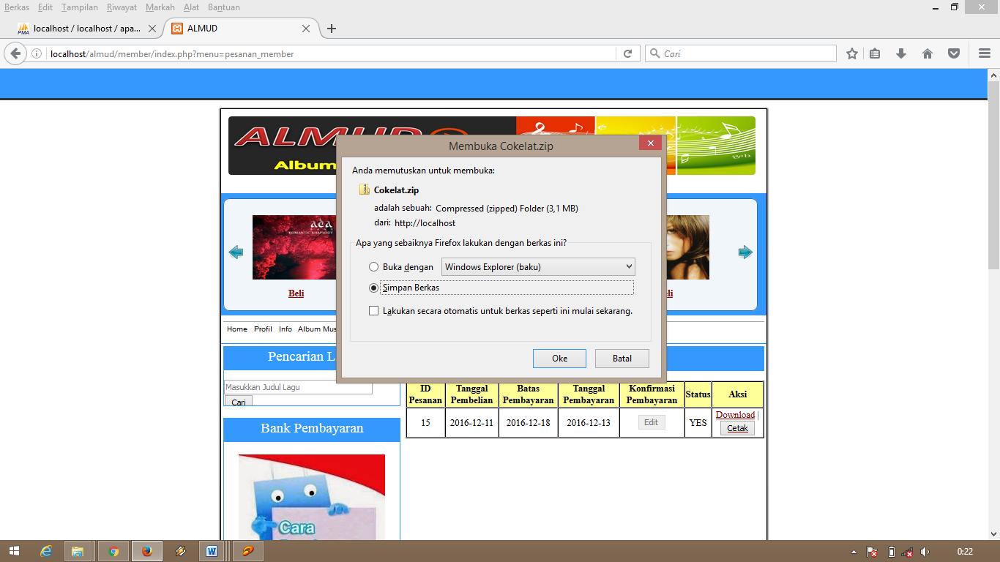 Berkas Edit Tampilan Riwayat Markah Alat Bantuan
localhost / localhost / apa...
ALMUD
localhost/almud/member/index.php?menu=pesanan_member
Cari
ALMUD
Album
Membuka Cokelat.zip
Anda memutuskan untuk membuka:
Cokelat.zip
adalah sebuah: Compressed (zipped) Folder (3,1 MB)
dari: http://localhost
Apa yang sebaiknya Firefox lakukan dengan berkas ini?
Buka dengan Windows Explorer (baku)
Simpan Berkas
Lakukan secara otomatis untuk berkas seperti ini mulai sekarang.
Oke Batal
ada
BAND
ROMANTIC RHAPSODY
Beli
li
Home Profil Info Album Mus
Pencarian L
Masukkan Judul Lagu
Cari
Bank Pembayaran
Cara
ID Pesanan Tanggal Pembelian Batas Pembayaran Tanggal Pembayaran Konfirmasi Pembayaran Status Aksi
15 2016-12-11 2016-12-18 2016-12-13 Edit YES Download |
Cetak
0:22